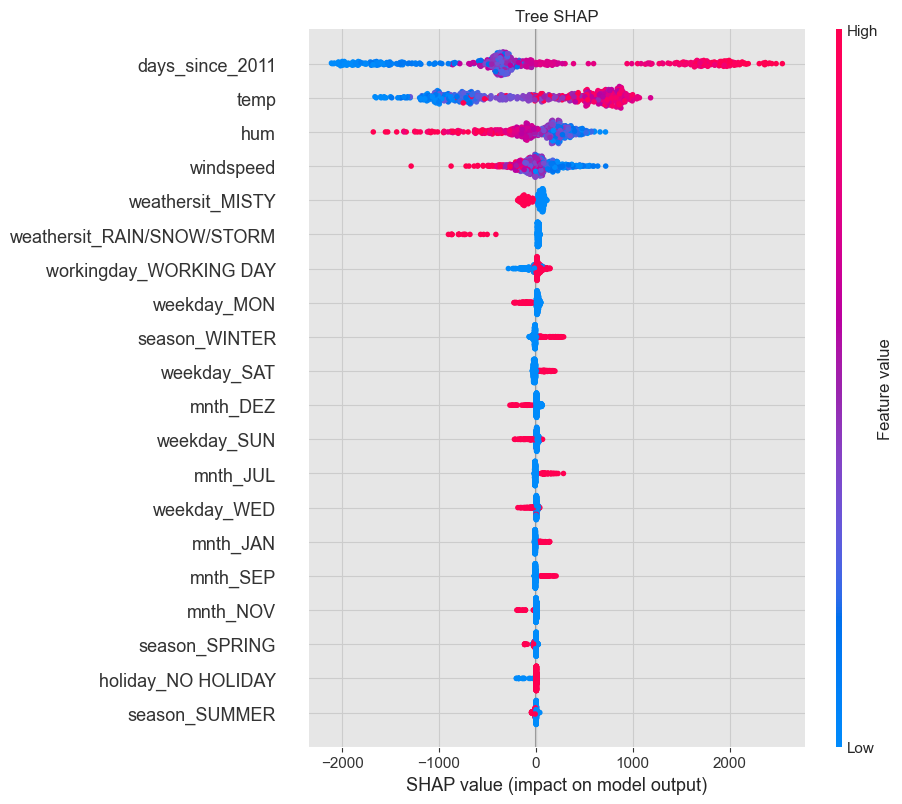 Tree SHAP
High
days_since_2011
temp
hum
windspeed
weathersit_MISTY
weathersit_RAIN/SNOW/STORM
workingday_WORKING DAY
weekday_MON
season_WINTER
weekday_SAT
mnth_DEZ
weekday_SUN
mnth_JUL
weekday_WED
mnth_JAN
mnth_SEP
mnth_NOV
season_SPRING
holiday_NO HOLIDAY
season_SUMMER
Feature value
Low
−2000 −1000 0 1000 2000
SHAP value (impact on model output)